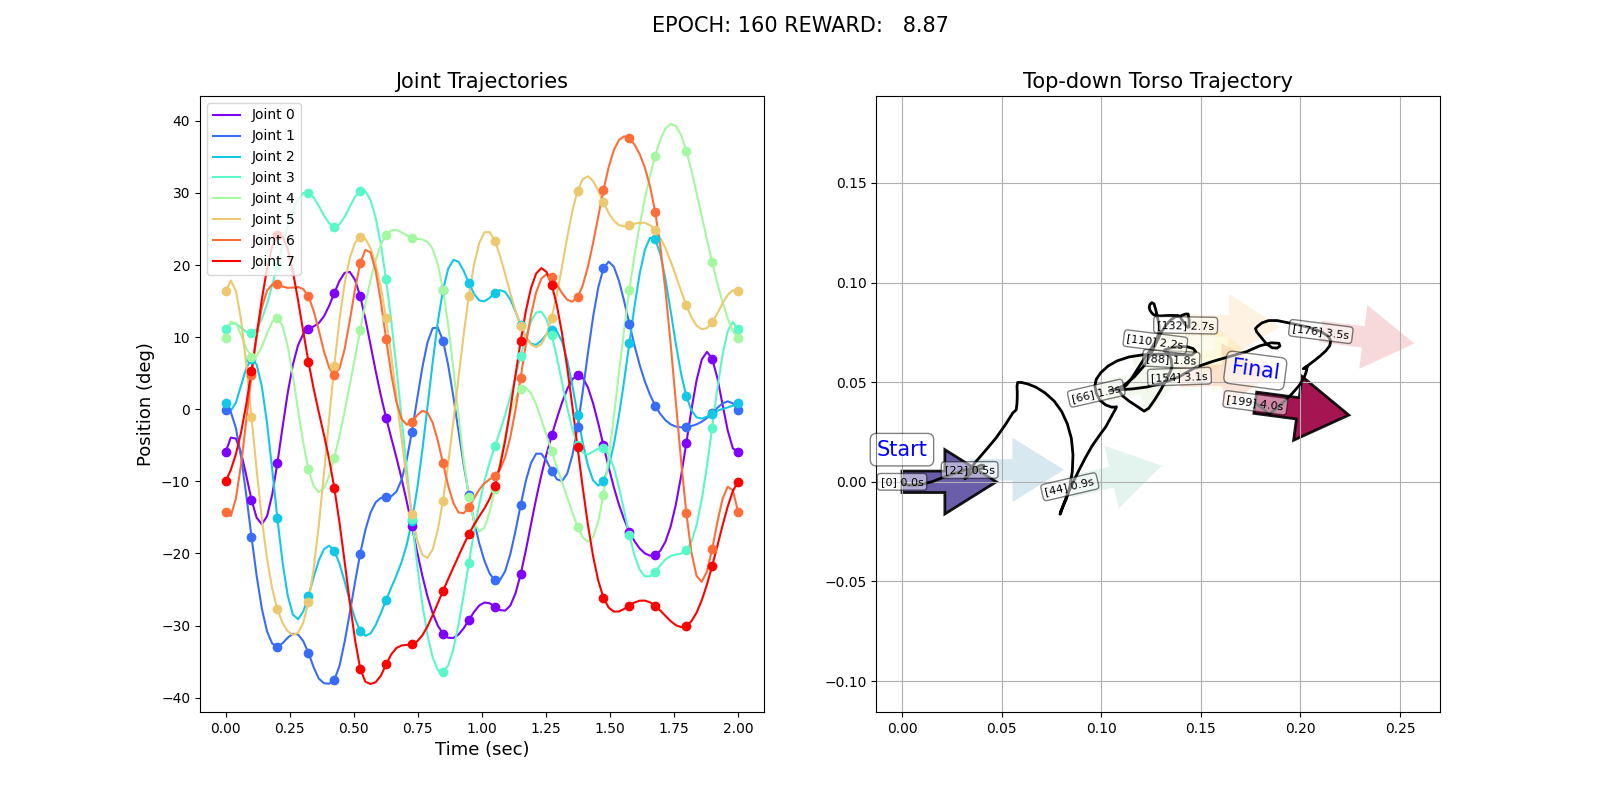 EPOCH: 160 REWARD:   8.87
Joint Trajectories
40
30
20
10
0
−10
−20
−30
−40
Position (deg)
Joint 0
Joint 1
Joint 2
Joint 3
Joint 4
Joint 5
Joint 6
Joint 7
0.00 0.25 0.50 0.75 1.00 1.25 1.50 1.75 2.00
Time (sec)
Top-down Torso Trajectory
0.15
0.10
0.05
0.00
−0.05
−0.10
[132] 2.7s
[176] 3.5s
[110] 2.2s
[88] 1.8s
[154] 3.1s
Final
[66] 1.3s
[199] 4.0s
Start
[22] 0.5s
[0] 0.0s
[44] 0.9s
0.00 0.05 0.10 0.15 0.20 0.25